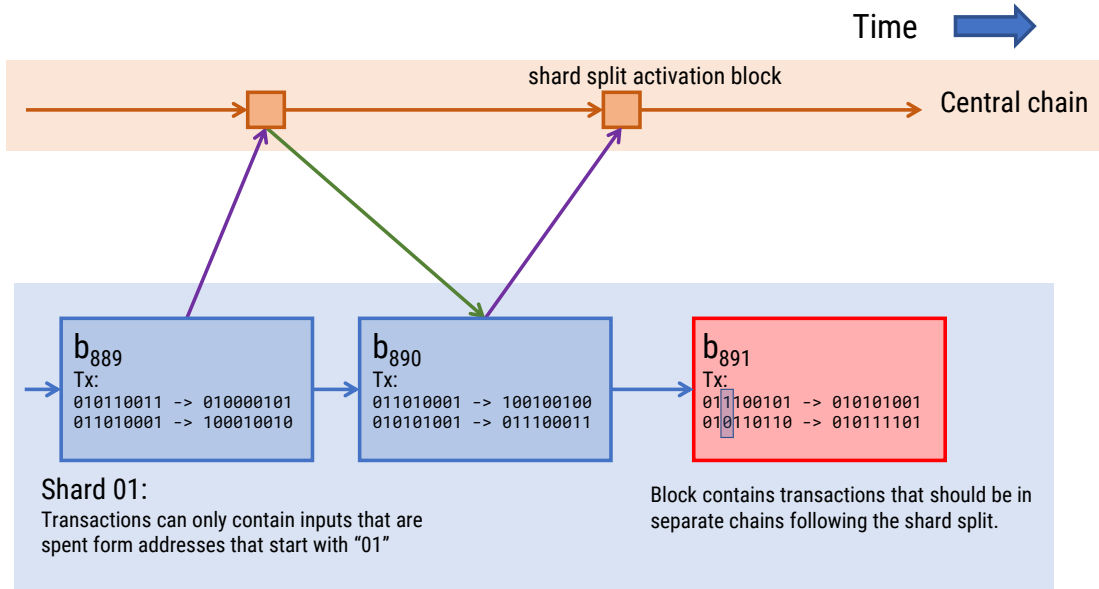 Time
shard split activation block
Central chain
b889
Tx:
010110011 -> 010000101
011010001 -> 100010010
b890
Tx:
011010001 -> 100100100
010101001 -> 011100011
b891
Tx:
011100101 -> 010101001
010110110 -> 010111101
Shard 01:
Transactions can only contain inputs that are
spent form addresses that start with “01”
Block contains transactions that should be in
separate chains following the shard split.